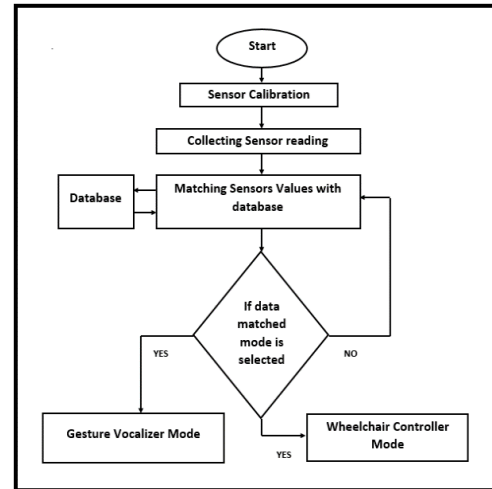 Start
Sensor Calibration
Collecting Sensor reading
Database
Matching Sensors Values with
database
If data
matched
mode is
selected
YES
NO
Gesture Vocalizer Mode
Wheelchair Controller
Mode
YES